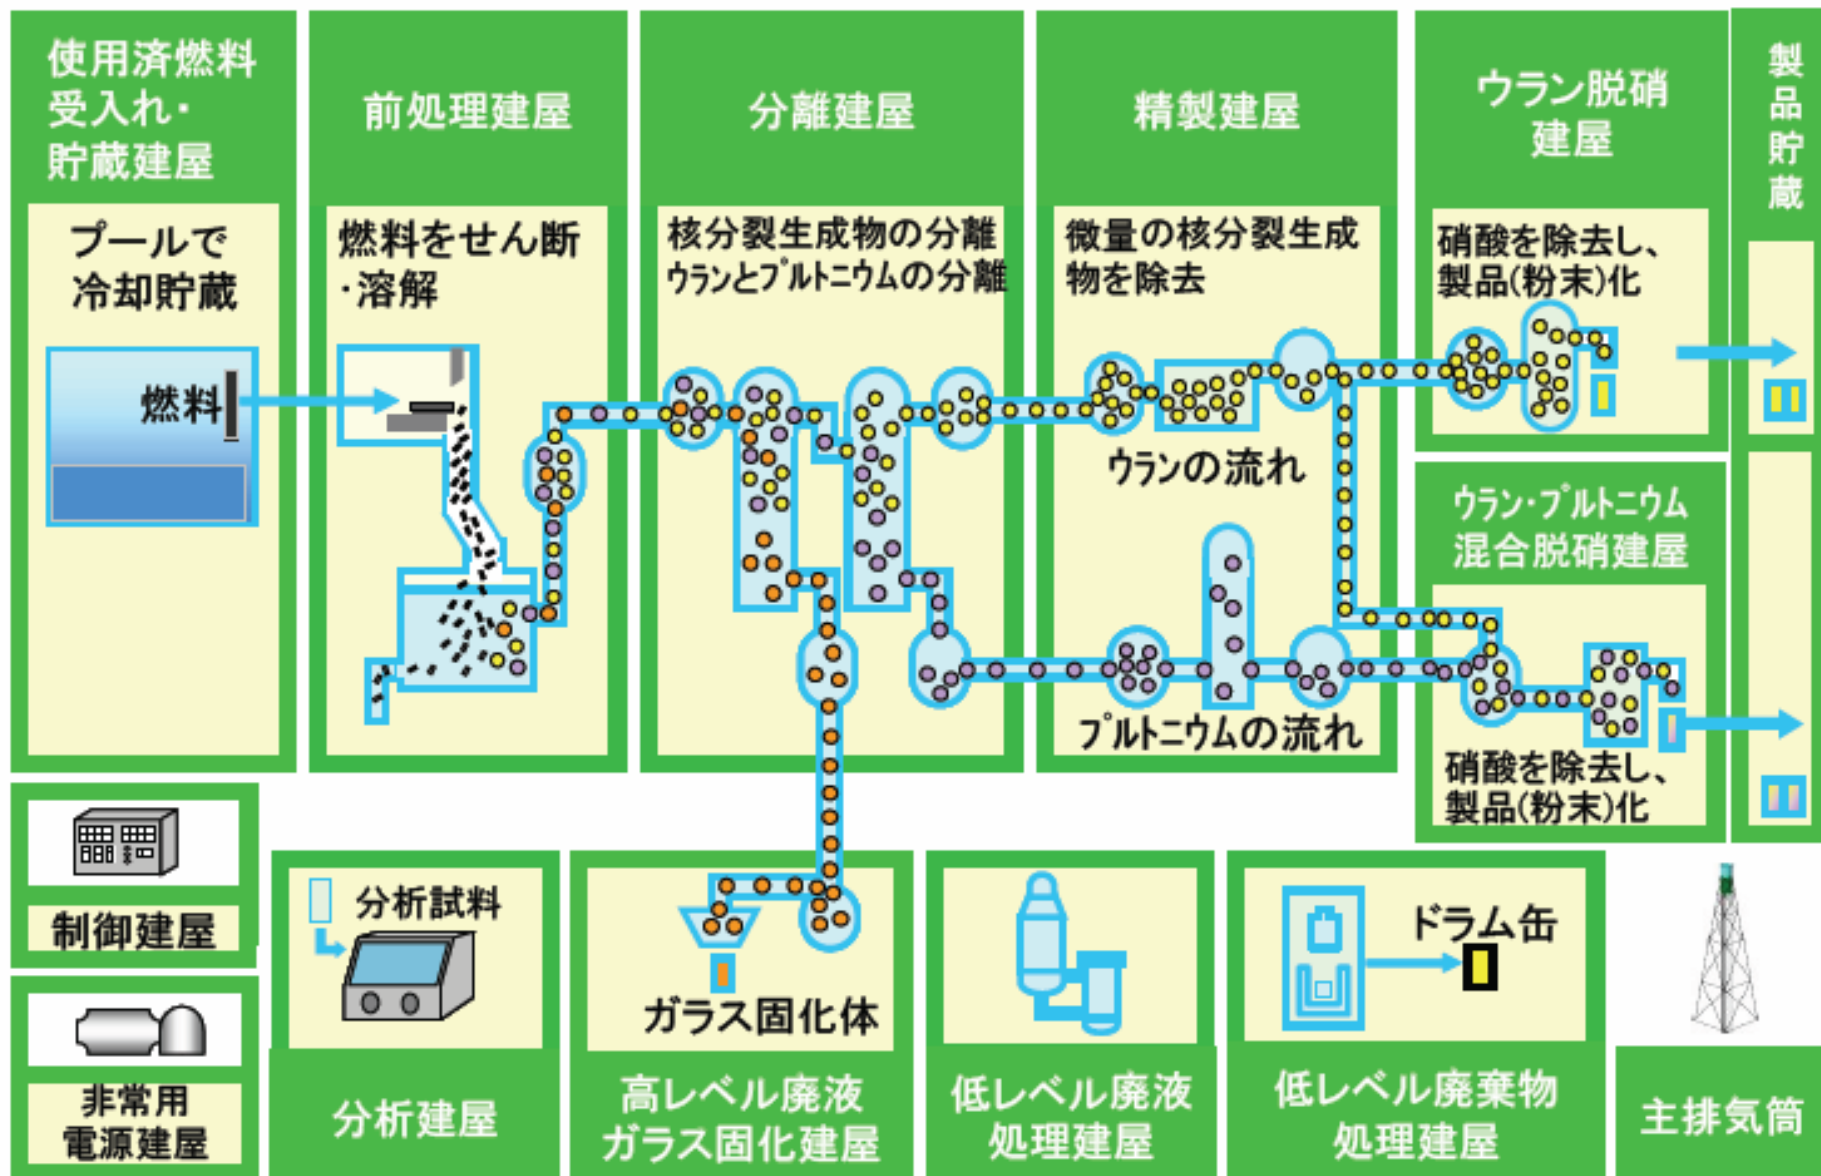 使用済燃料
受入れ・
貯蔵建屋
プールで
冷却貯蔵
燃料
前処理建屋
燃料をせん断
・溶解
分離建屋
核分裂生成物の分離
ウランとプルトニウムの分離
精製建屋
微量の核分裂生成
物を除去
ウランの流れ
プルトニウムの流れ
ウラン脱硝
建屋
硝酸を除去し、
製品(粉末)化
ウラン・プルトニウム
混合脱硝建屋
硝酸を除去し、
製品(粉末)化
製品貯蔵
制御建屋
非常用
電源建屋
分析試料
分析建屋
ガラス固化体
高レベル廃液
ガラス固化建屋
低レベル廃液
処理建屋
ドラム缶
低レベル廃棄物
処理建屋
主排気筒